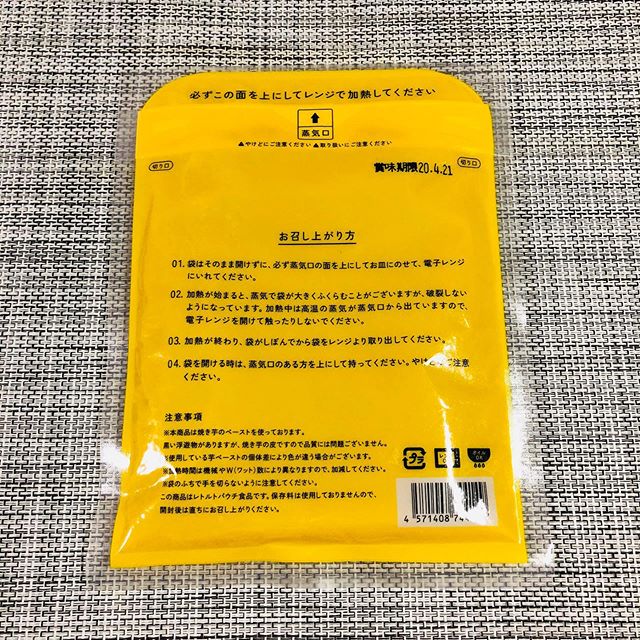 必ずこの面を上にしてレンジで加熱してください
蒸気口
▲やけどにご注意ください ▲取り扱いにご注意ください
切り口
賞味期限20.4.21
切り口
お召し上がり方
01. 袋はそのまま開けずに、必ず蒸気口の面を上にしてお皿にのせて、電子レンジ
にいれてください。
02. 加熱が始まると、蒸気で袋が大きくふくらむことがございますが、破裂しない
ようになっています。加熱中は高温の蒸気が蒸気口から出ていますので、
電子レンジを開けて触ったりしないでください。
03. 加熱が終わり、袋がしぼんでから袋をレンジより取り出してください。
04. 袋を開ける時は、蒸気口のある方を上にして持ってください。やけどにご注意
ください。
注意事項
※本商品は焼き芋のペーストを使っております。
黒い浮遊物がありますが、焼き芋の皮ですので品質には問題ございません。
※使用している芋ペーストの個体差により色が違う場合がございます。
※加熱時間は機械やW(ワット)数により異なりますので、加減してください。
※袋のふちで手を切らないように注意してください。
この商品はレトルトパウチ食品です。保存料は使用しておりませんので、
開封後は直ちにお召し上がりください。
プラ
ボイル
OK
4 571408 74